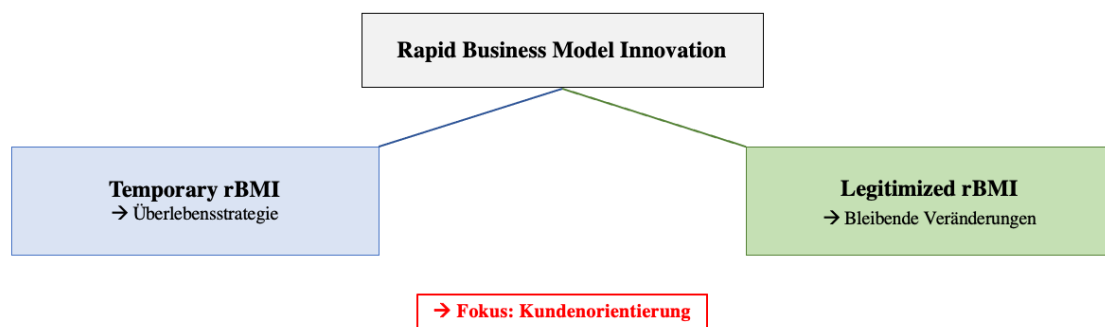 Rapid Business Model Innovation
Temporary rBMI
→ Überlebensstrategie
Legitimized rBMI
→ Bleibende Veränderungen
→ Fokus: Kundenorientierung